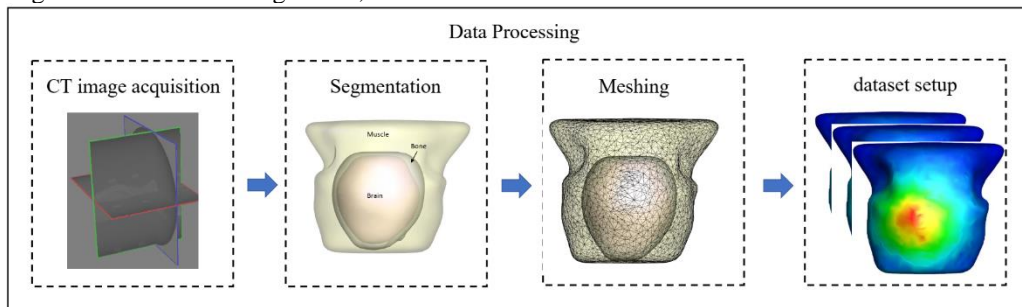 Data Processing
CT image acquisition
Segmentation
Muscle
Bone
Brain
Meshing
dataset setup